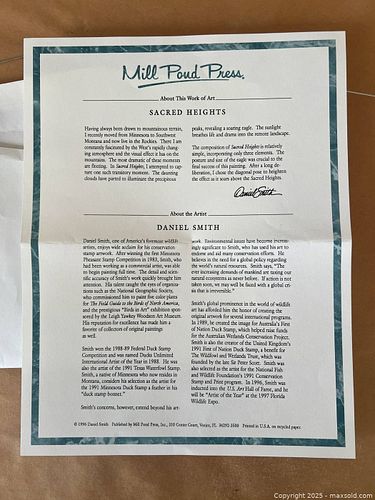 Mill Pond Press®
About This Work of Art
SACRED HEIGHTS
Having always been drawn to mountainous terrain,
I recently moved from Minnesota to Southwest
Montana and now live in the Rockies. There I am
constantly fascinated by the West's rapidly chang-
ing atmosphere and the visual effect it has on the
mountains. The most dramatic of these moments
are fleeting. In Sacred Heights, I attempted to cap-
ture one such transitory moment. The daunting
clouds have parted to illuminate the precipitous
peaks, revealing a soaring eagle. The sunlight
breathes life and drama into the remote landscape.
The composition of Sacred Heights is relatively
simple, incorporating only three elements. The
posture and size of the eagle was crucial to the
final success of this painting. After a long de-
liberation, I chose the diagonal pose to heighten
the effect as it soars above the Sacred Heights.
Daniel Smith
About the Artist
DANIEL SMITH
Daniel Smith, one of America's foremost wildlife
artists, enjoys wide acclaim for his conservation
stamp artwork. After winning the first Minnesota
Pheasant Stamp competition in 1982, Smith, who
had been working as a commercial artist, was able
to begin painting full time. The detail and scien-
tific accuracy of Smith's work quickly brought him
attention. His talent caught the eyes of organiza-
tions such as the National Geographic Society,
who commissioned him to paint five color plates
for The Field Guide to the Birds of North America,
and the prestigious "Birds in Art" exhibition spon-
sored by the Leigh Yawkey Woodson Art Museum.
His reputation for excellence has made him a
favorite of collectors of original paintings
as well.
Smith won the 1988-89 Federal Duck Stamp
Competition and was named Ducks Unlimited
International Artist of the Year in 1988. He was
also the artist of the 1991 Texas Waterfowl Stamp.
Smith, a native of Minnesota who now resides in
Montana, considers his selection as the artist for
the 1991 Minnesota Duck Stamp a feather in his
"duck stamp bonnet."
Smith's concerns, however, extend beyond his art-
work. Environmental issues have become increas-
ingly significant to Smith, who has used his art to
endorse and aid many conservation efforts. He
believes in the need for a global policy regarding
the world's natural resources. Smith says, "The
ever increasing demands of mankind are taxing our
natural ecosystems as never before. If action is not
taken soon, we may well be faced with a global cri-
sis that is irreversible."
Smith's global prominence in the world of wildlife
art has afforded him the honor of creating the
original artwork for several international programs.
In 1989, he created the image for Australia's First
of Nation Duck Stamp, which helped raise funds
for the Australian Wetlands Conservation Project.
Smith is also the creator of the United Kingdom's
1991 First of Nation Duck Stamp, a benefit for
The Wildfowl and Wetlands Trust, which was
founded by the late Sir Peter Scott. Smith was
also selected as the artist for the National Fish
and Wildlife Foundation's 1991 Conservation
Stamp and Print program. In 1996, Smith was
inducted into the U.S. Art Hall of Fame, and he
will be "Artist of the Year" at the 1997 Florida
Wildlife Expo.
© 1996 Daniel Smith Published by Mill Pond Press, Inc., 310 Center Court, Venice, FL 34292-3500 Printed in U.S.A. on recycled paper.
Copyright 2025 - maxsold.com